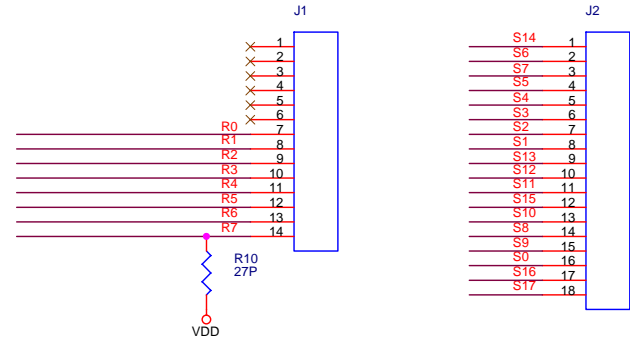 J1
1
2
3
4
5
6
R0 7
R1 8
R2 9
R3 10
R4 11
R5 12
R6 13
R7 14
R10
27P
VDD
J2
S14 1
S6 2
S7 3
S5 4
S4 5
S3 6
S2 7
S1 8
S13 9
S12 10
S11 11
S15 12
S10 13
S8 14
S9 15
S0 16
S16 17
S17 18